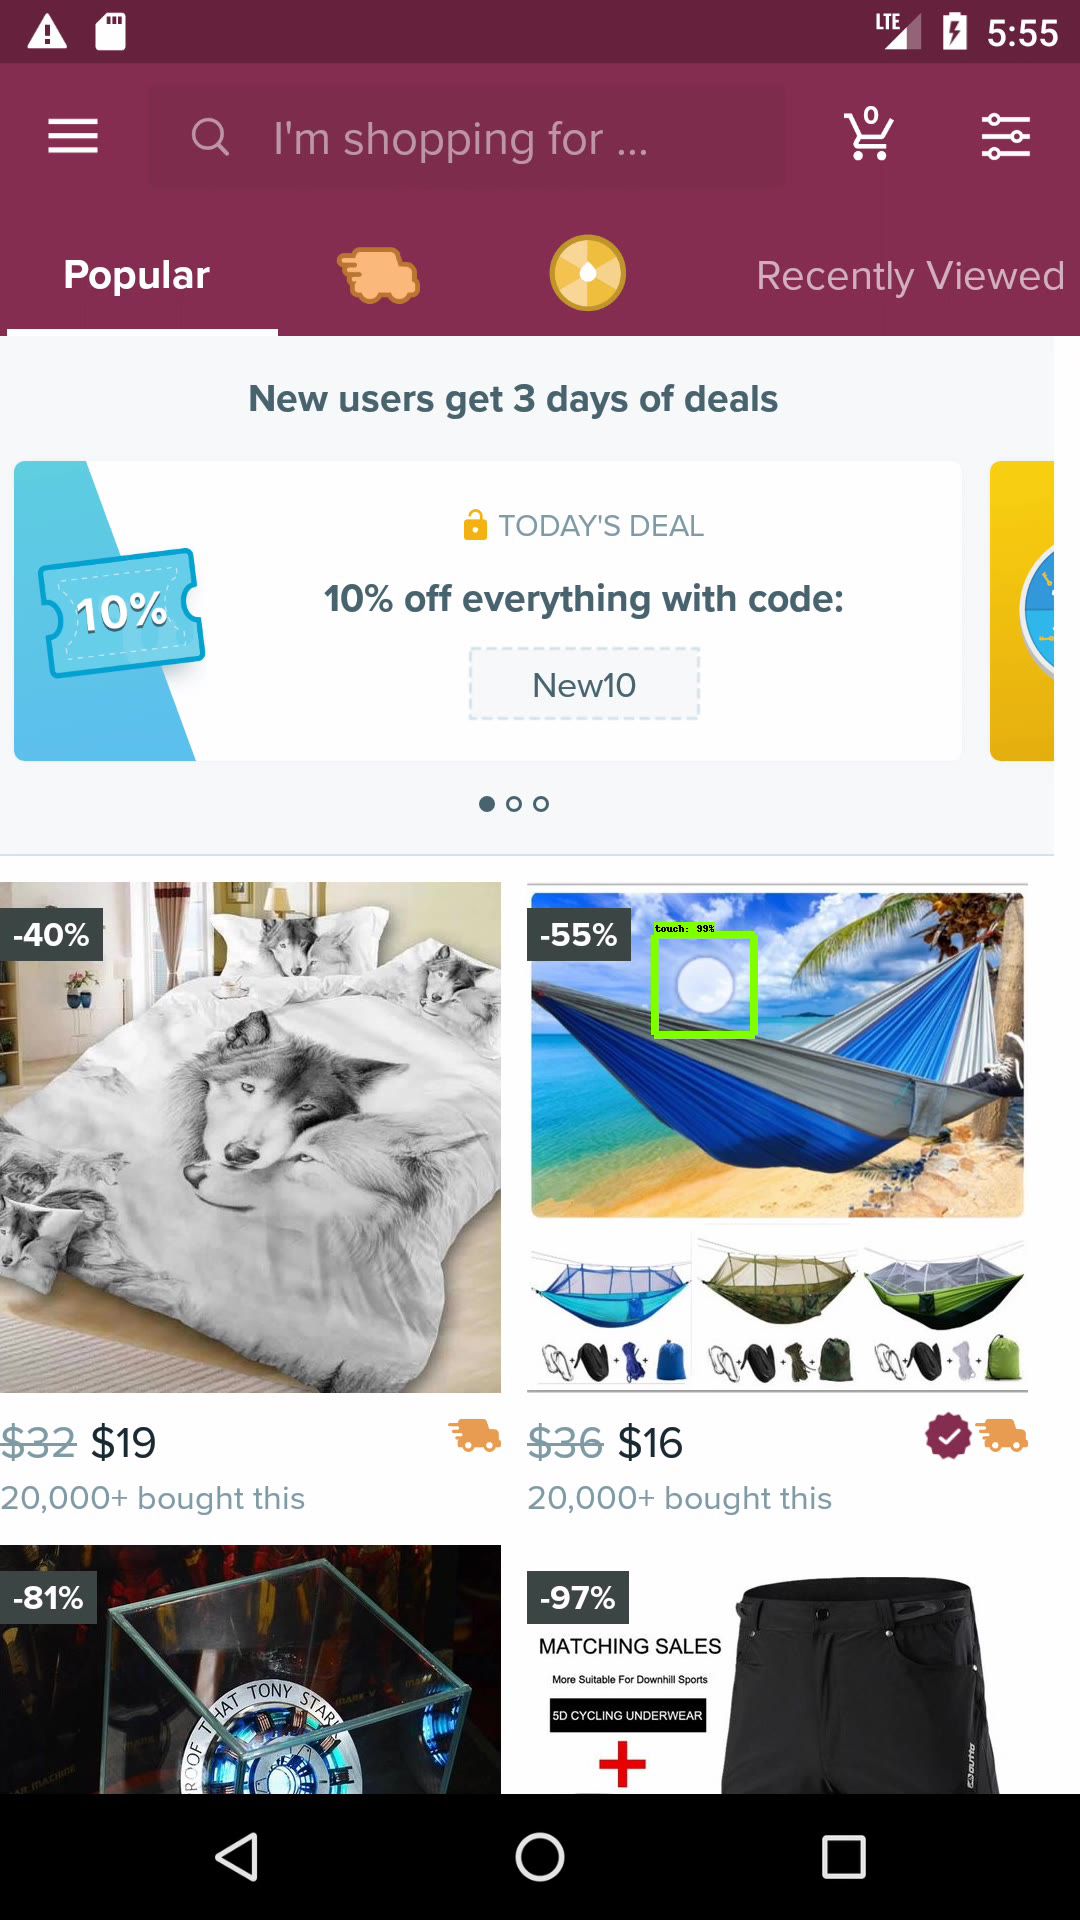 LTE 5:55
I'm shopping for ...
0
Popular
Recently Viewed
New users get 3 days of deals
10%
TODAY'S DEAL
10% off everything with code:
New10
-40%
-55%
touch: 99%
$32 $19
$36 $16
20,000+ bought this
20,000+ bought this
-81%
-97%
MATCHING SALES
More Suitable For Downhill Sports
5D CYCLING UNDERWEAR
THAT TONY STAR